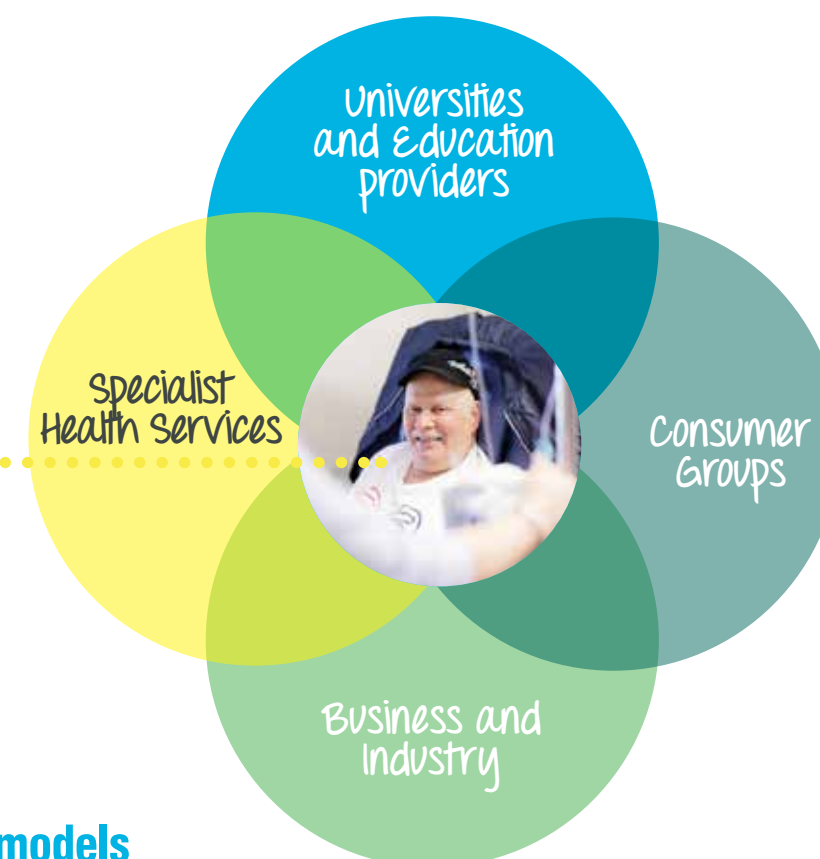 Universities
and Education
providers
Specialist
Health Services
Consumer
Groups
Business and
Industry
models